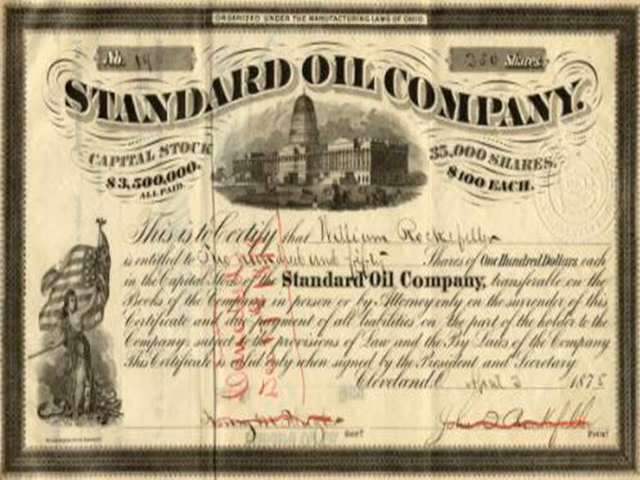 ORGANIZED UNDER THE MANUFACTURING LAWS OF OHIO.
No. 19
250 Shares.
STANDARD OIL COMPANY.
CAPITAL STOCK
$3,500,000.
ALL PAID.
35,000 SHARES.
$100 EACH.
This is to Certify that William Rockefeller
is entitled to Two hundred and fifty Shares of One Hundred Dollars each
in the Capital Stock of the Standard Oil Company, transferable on the
Books of the Company in person or by Attorney only on the surrender of this
Certificate and the payment of all liabilities on the part of the holder to the
Company, subject to the provisions of Law and the By Laws of the Company
This Certificate is valid only when signed by the President and Secretary
Cleveland, O. April 3 1875
Secy.
John D. Rockefeller
Prest.